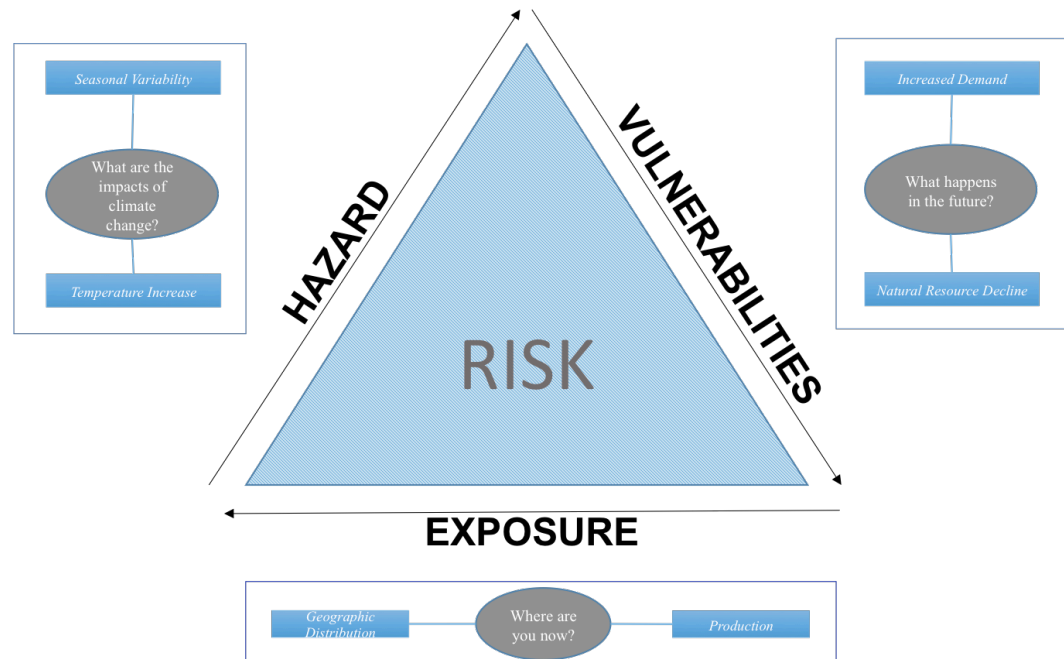 Seasonal Variability
What are the
impacts of
climate
change?
Temperature Increase
HAZARD
VULNERABILITIES
RISK
EXPOSURE
Increased Demand
What happens
in the future?
Natural Resource Decline
Geographic
Distribution
Where are
you now?
Production